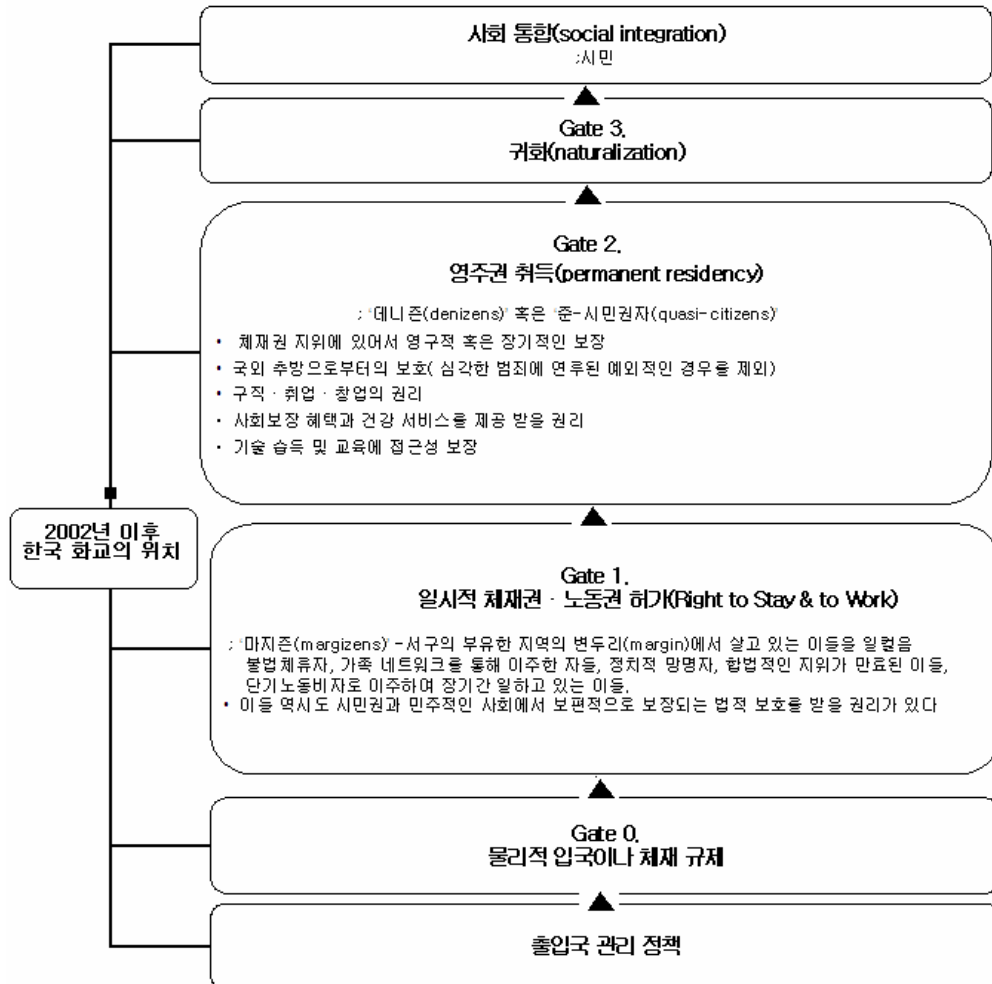 사회 통합(social integration)
;시민
Gate 3.
귀화(naturalization)
Gate 2.
영주권 취득(permanent residency)
; '데니즌(denizens)' 혹은 '준-시민권자(quasi-citizens)'
• 체재권 지위에 있어서 영구적 혹은 장기적인 보장
• 국외 추방으로부터의 보호( 심각한 범죄에 연루된 예외적인 경우를 제외)
• 구직 · 취업 · 창업의 권리
• 사회보장 혜택과 건강 서비스를 제공 받을 권리
• 기술 습득 및 교육에 접근성 보장
2002년 이후
한국 화교의 위치
Gate 1.
일시적 체재권 · 노동권 허가(Right to Stay & to Work)
; '마지즌(margizens)' -서구의 부유한 지역의 변두리(margin)에서 살고 있는 이들을 일컬음
불법체류자, 가족 네트워크를 통해 이주한 자들, 정치적 망명자, 합법적인 지위가 만료된 이들,
단기노동비자로 이주하여 장기간 일하고 있는 이들.
• 이들 역시도 시민권과 민주적인 사회에서 보편적으로 보장되는 법적 보호를 받을 권리가 있다
Gate 0.
물리적 입국이나 체재 규제
출입국 관리 정책